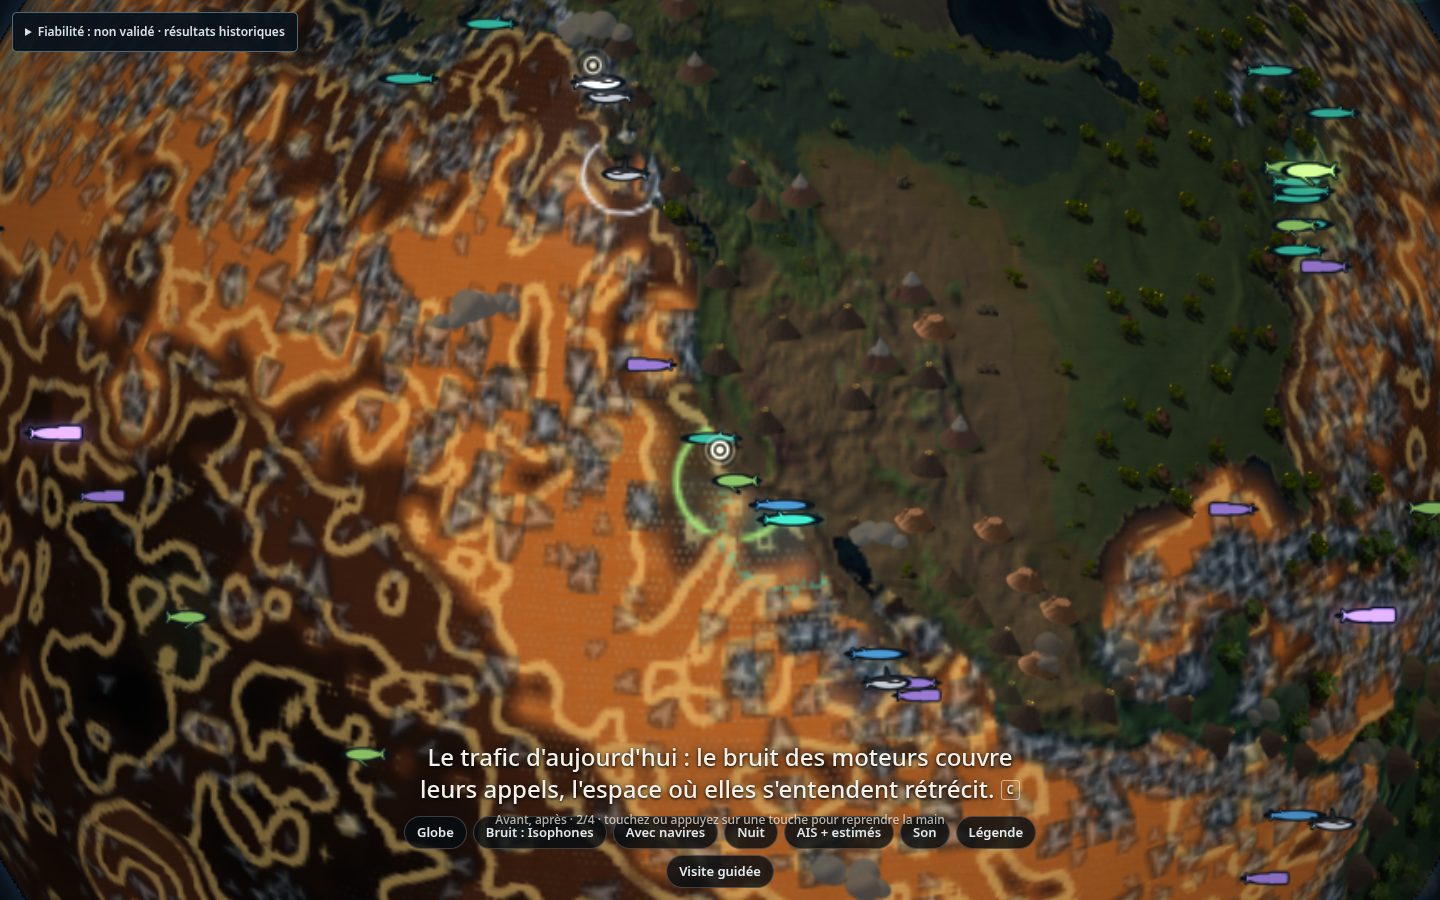 ▶ Fiabilité : non validé · résultats historiques
Le trafic d'aujourd'hui : le bruit des moteurs couvre
leurs appels, l'espace où elles s'entendent rétrécit. C
Avant, après · 2/4 · touchez ou appuyez sur une touche pour reprendre la main
Globe Bruit : Isophones Avec navires Nuit AIS + estimés Son Légende
Visite guidée